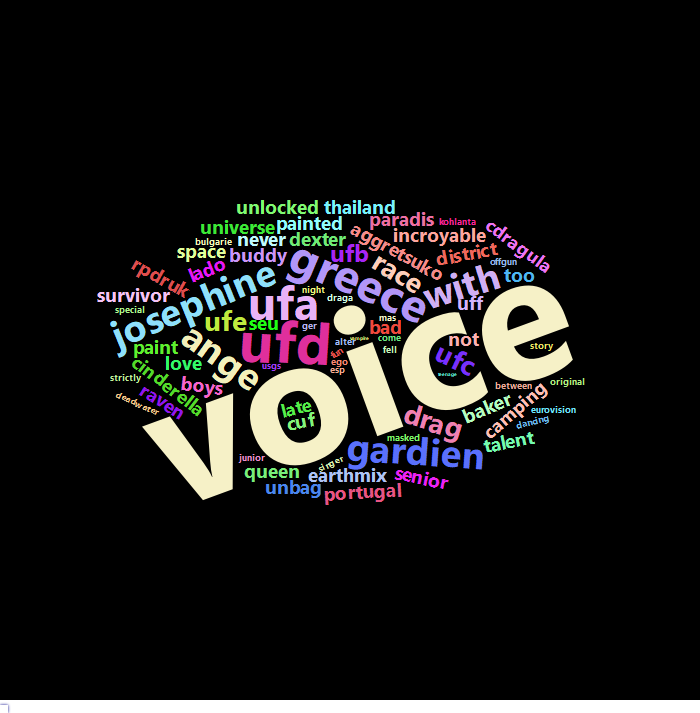 unlocked thailand
universe painted paradis kohlanta
bulgarie never dexter aggretsuko incroyable cdragula
space buddy ufb race district offgun
rpdruk lado greece with too
survivor josephine ufa night draga uff
special ufe seu ufd ger mas bad not
paint ange alter vampire come ufc story
cinderella love usgs fun ego fell
strictly raven boys esp teenage between original
deadwater voice late drag baker camping eurovision
cuf masked dancing
junior singer gardien talent
queen earthmix senior
unbag portugal